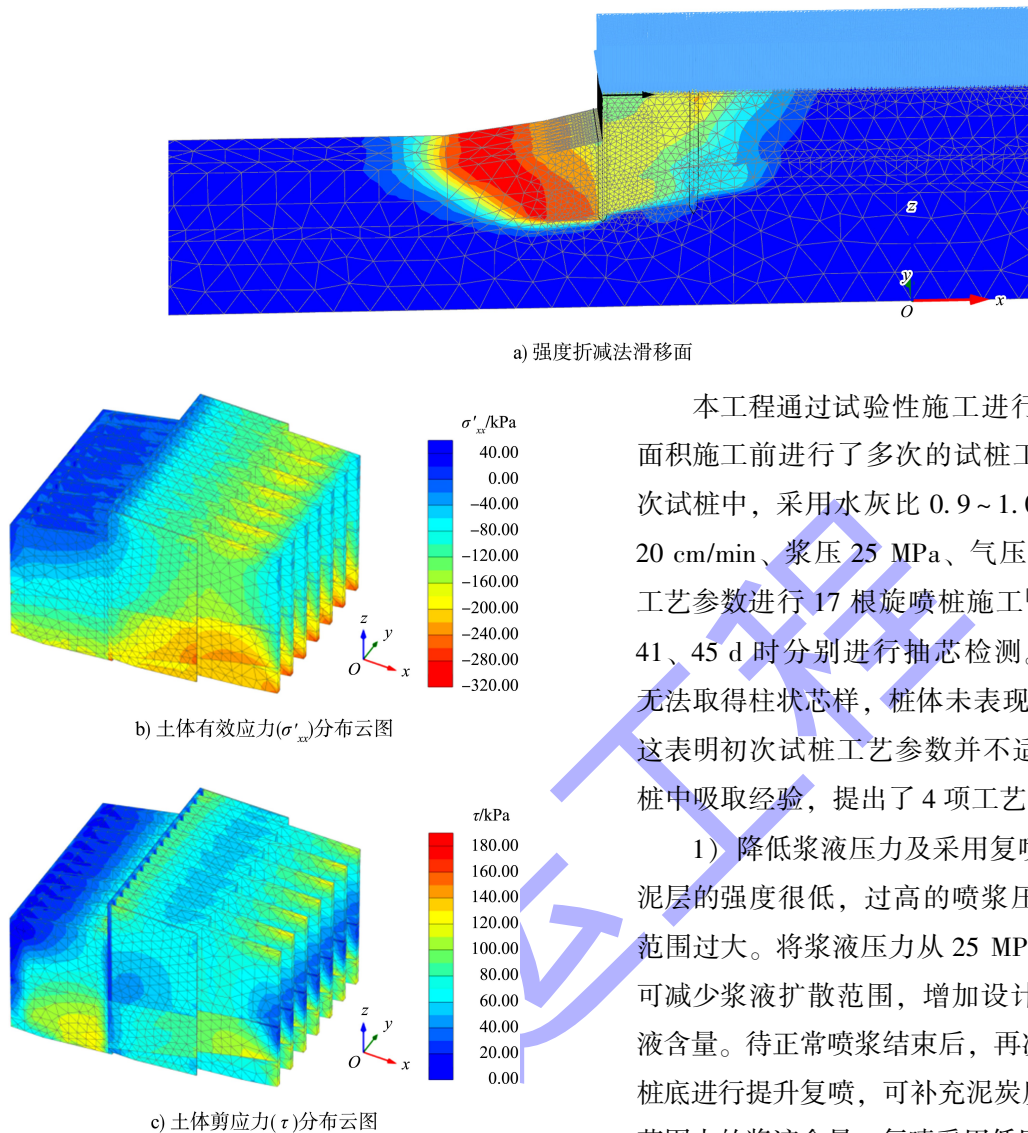 z
y
O
x
a) 强度折减法滑移面
σ′xx/kPa
40.00
0.00
−40.00
−80.00
−120.00
−160.00
−200.00
−240.00
−280.00
−320.00
z
y
O
x
b) 土体有效应力(σ′xx)分布云图
τ/kPa
180.00
160.00
140.00
120.00
100.00
80.00
60.00
40.00
20.00
0.00
z
y
O
x
c) 土体剪应力(τ)分布云图
本工程通过试验性施工进行
面积施工前进行了多次的试桩工
次试桩中，采用水灰比 0.9~1.0
20 cm/min、浆压 25 MPa、气压
工艺参数进行 17 根旋喷桩施工
41、45 d 时分别进行抽芯检测。
无法取得柱状芯样，桩体未表现
这表明初次试桩工艺参数并不适
桩中吸取经验，提出了 4 项工艺
1）降低浆液压力及采用复喷
泥层的强度很低，过高的喷浆压
范围过大。将浆液压力从 25 MP
可减少浆液扩散范围，增加设计
液含量。待正常喷浆结束后，再
桩底进行提升复喷，可补充泥炭
工程